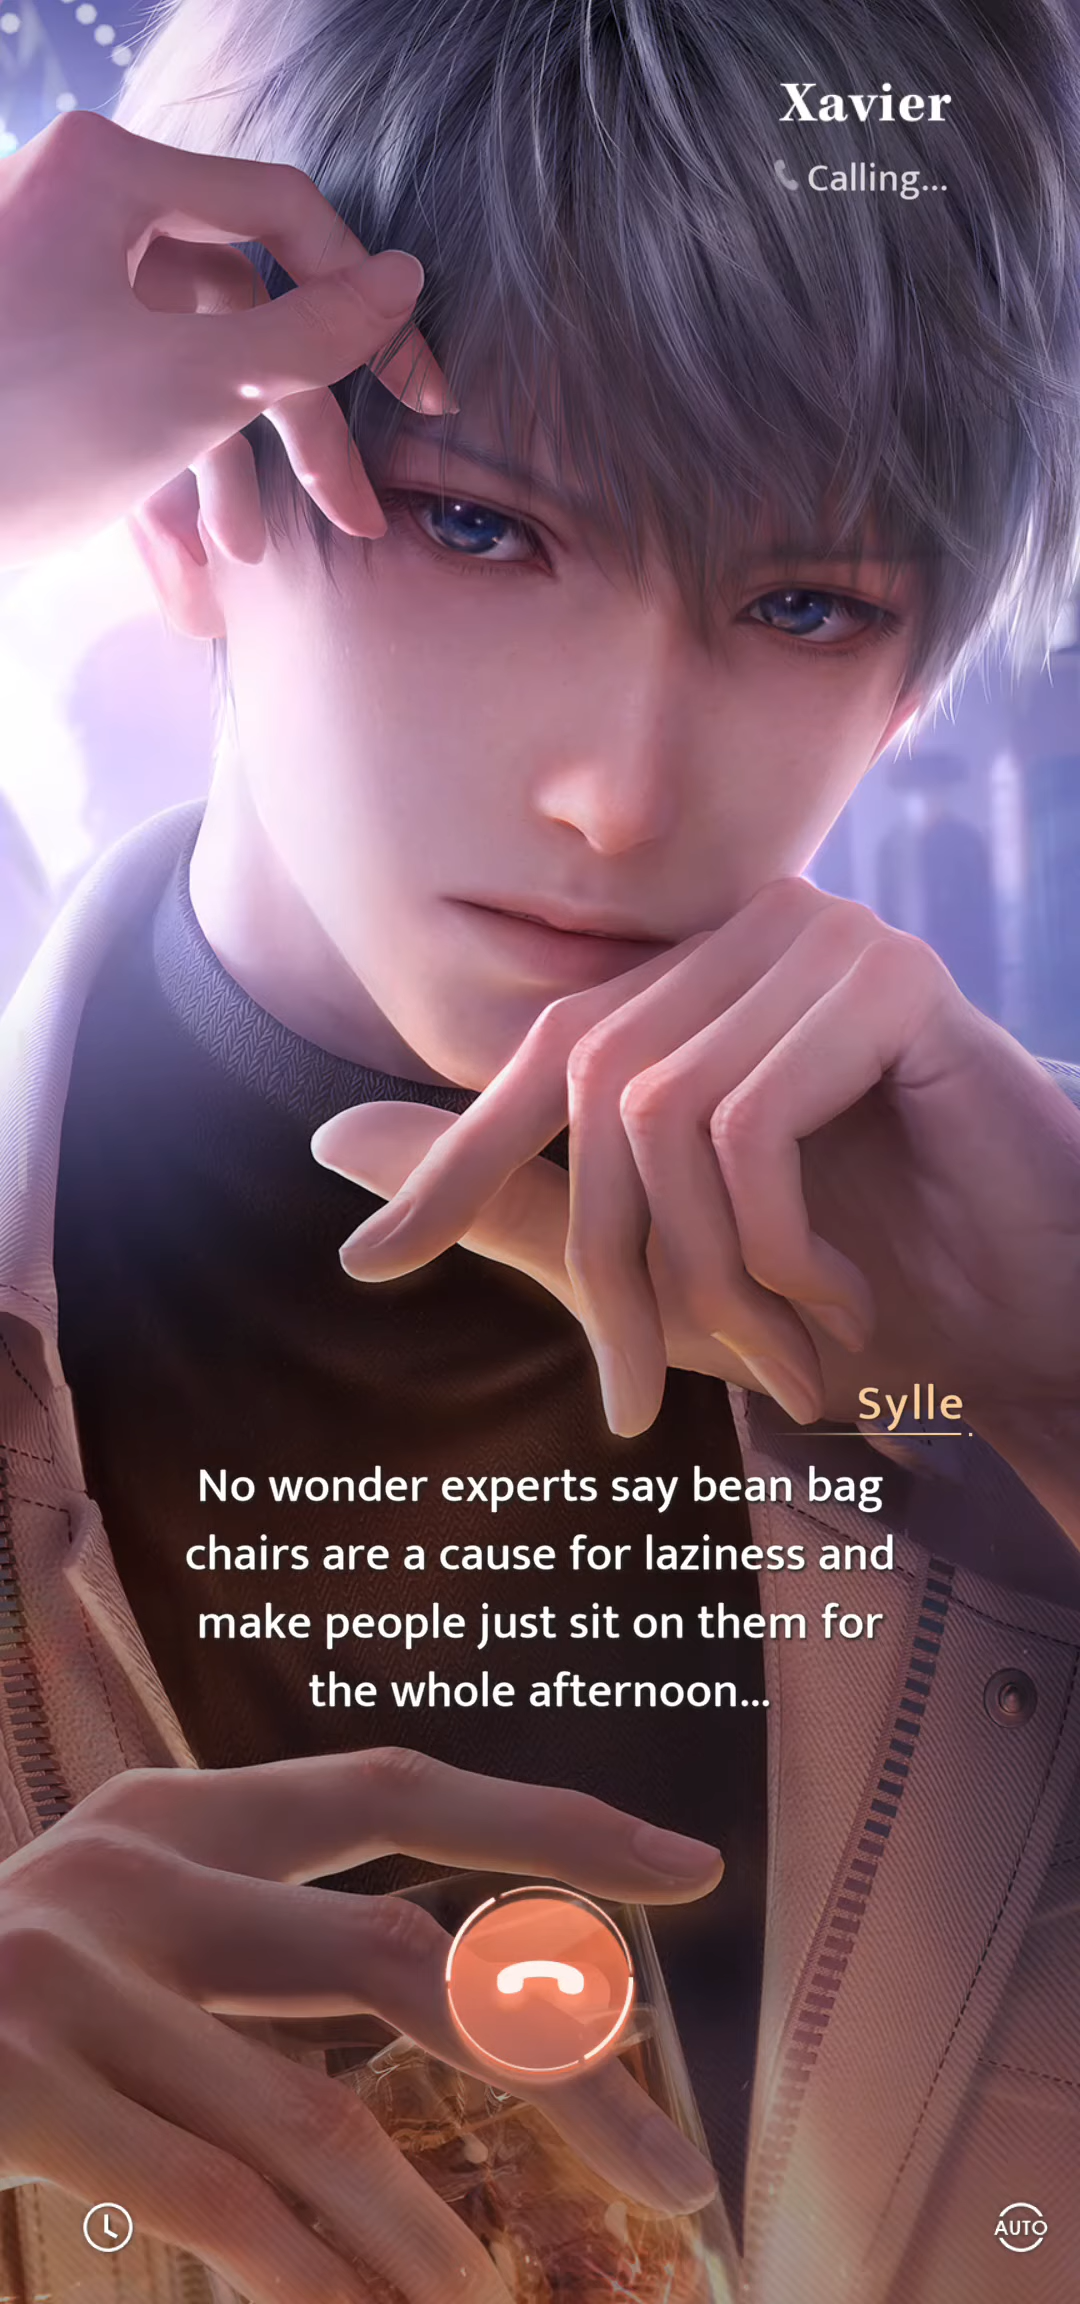 Xavier
Calling...
Sylle
No wonder experts say bean bag
chairs are a cause for laziness and
make people just sit on them for
the whole afternoon...
AUTO